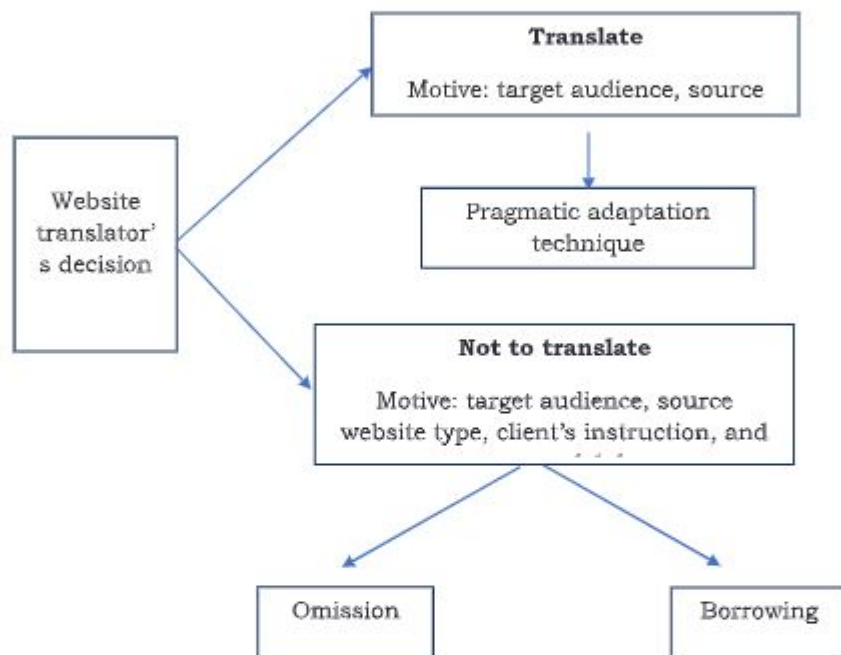 Translate
Motive: target audience, source
Website
translator'
s decision
Pragmatic adaptation
technique
Not to translate
Motive: target audience, source
website type, client's instruction, and
Omission
Borrowing